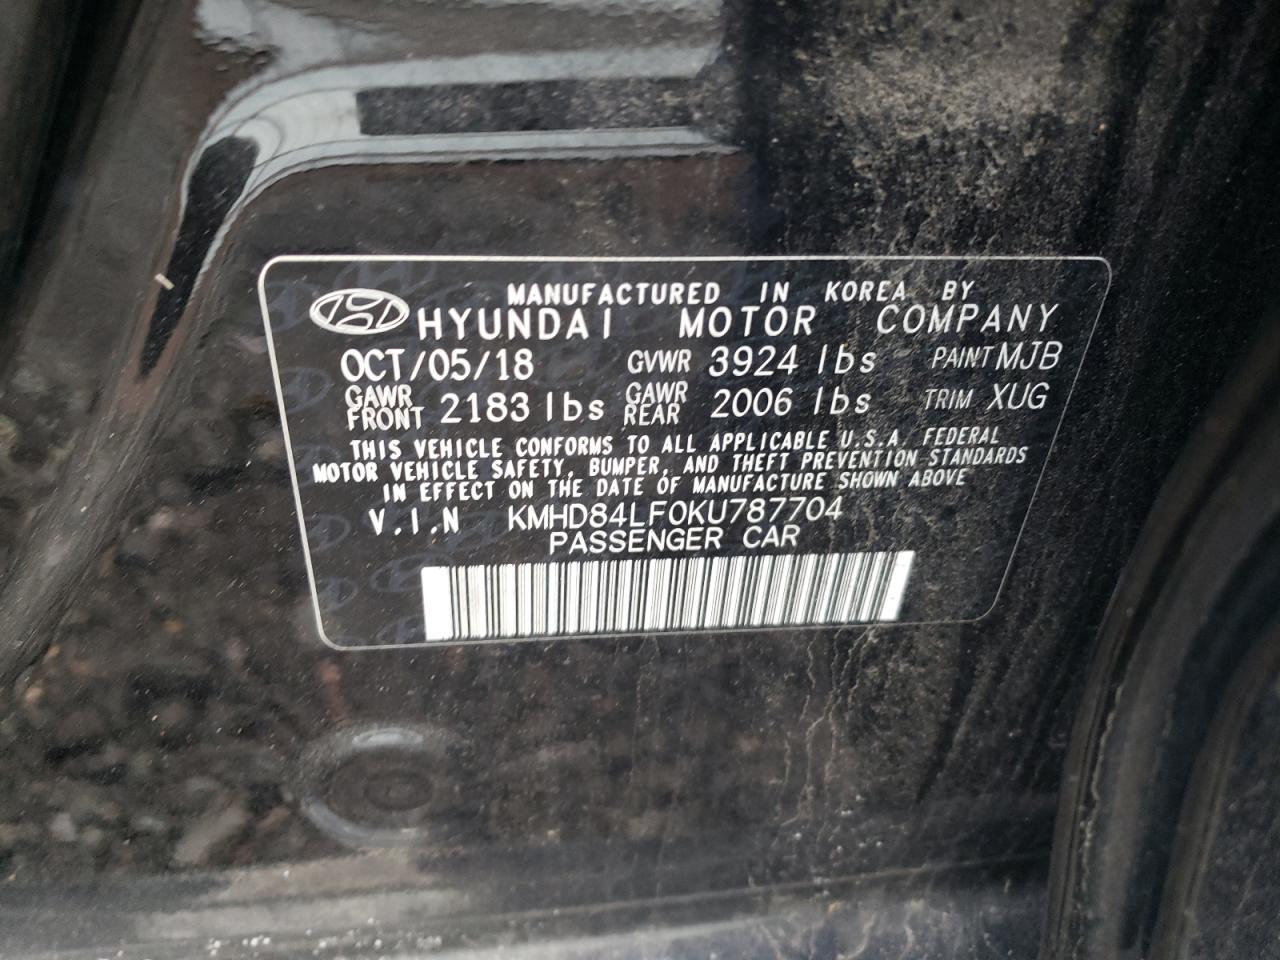 MANUFACTURED IN KOREA BY
HYUNDAI MOTOR COMPANY
OCT/05/18 GVWR 3924 lbs PAINT MJB
GAWR FRONT 2183 lbs GAWR REAR 2006 lbs TRIM XUG
THIS VEHICLE CONFORMS TO ALL APPLICABLE U.S.A. FEDERAL
MOTOR VEHICLE SAFETY, BUMPER, AND THEFT PREVENTION STANDARDS
IN EFFECT ON THE DATE OF MANUFACTURE SHOWN ABOVE
V.I.N KMHD84LF0KU787704
PASSENGER CAR